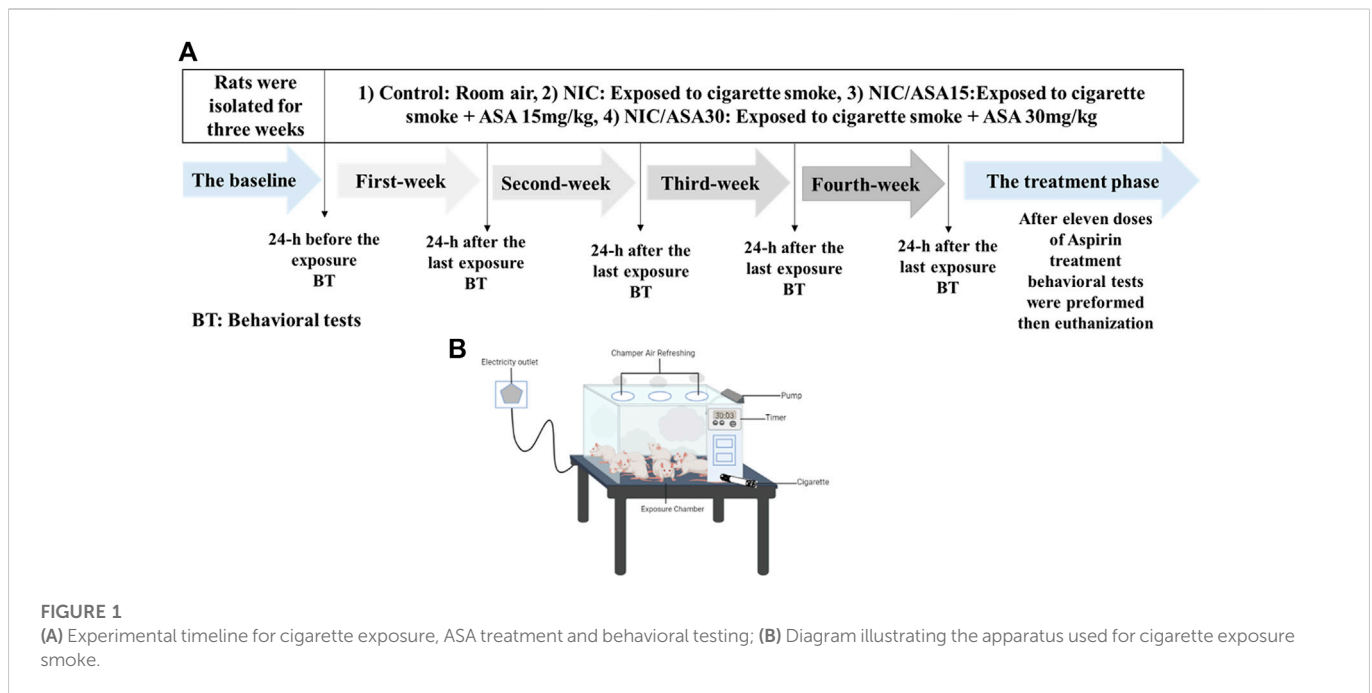 A
Rats were
isolated for
three weeks
1) Control: Room air, 2) NIC: Exposed to cigarette smoke, 3) NIC/ASA15:Exposed to cigarette
smoke + ASA 15mg/kg, 4) NIC/ASA30: Exposed to cigarette smoke + ASA 30mg/kg
The baseline
First-week
Second-week
Third-week
Fourth-week
The treatment phase
24-h before the
exposure
BT
24-h after the
last exposure
BT
24-h after the
last exposure
BT
24-h after the
last exposure
BT
24-h after the
last exposure
BT
After eleven doses
of Aspirin
treatment
behavioral tests
were preformed
then euthanization
BT: Behavioral tests
B
Electricity outlet
Champer Air Refreshing
Pump
Timer
30:03
Cigarette
Exposure Chamber
FIGURE 1
(A) Experimental timeline for cigarette exposure, ASA treatment and behavioral testing; (B) Diagram illustrating the apparatus used for cigarette exposure
smoke.